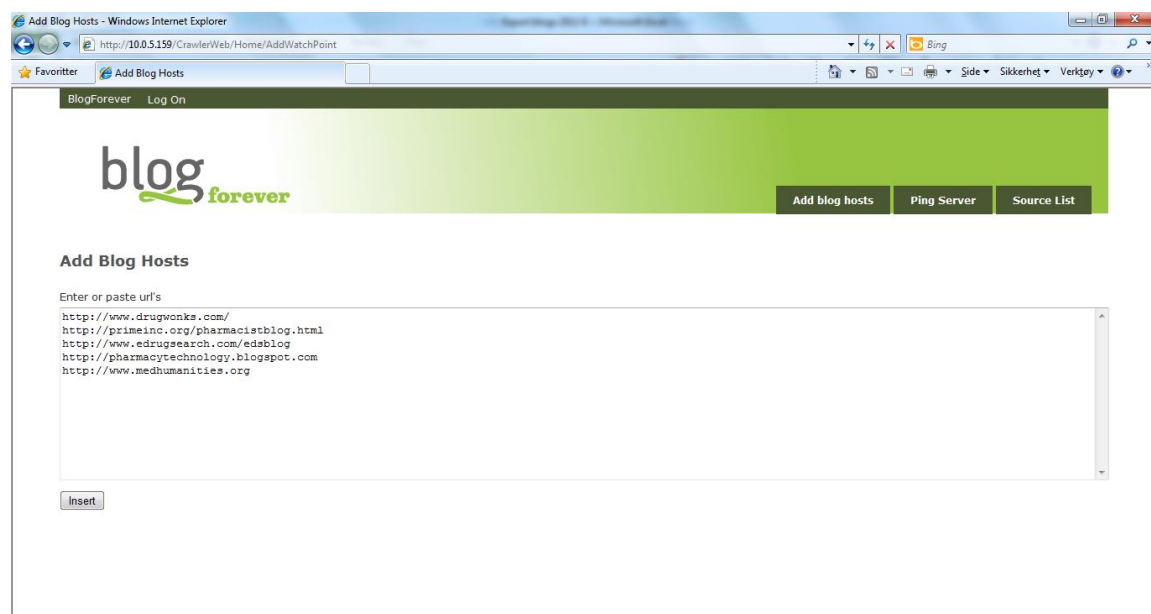 Add Blog Hosts - Windows Internet Explorer
http://10.0.5.159/CrawlerWeb/Home/AddWatchPoint
Bing
Favoritter Add Blog Hosts Side Sikkerhet Verktøy
BlogForever Log On
blog
forever
Add blog hosts Ping Server Source List
Add Blog Hosts
Enter or paste url's
http://www.drugwonks.com/
http://primeinc.org/pharmacistblog.html
http://www.edrugsearch.com/edsblog
http://pharmacytechnology.blogspot.com
http://www.medhumanities.org
Insert